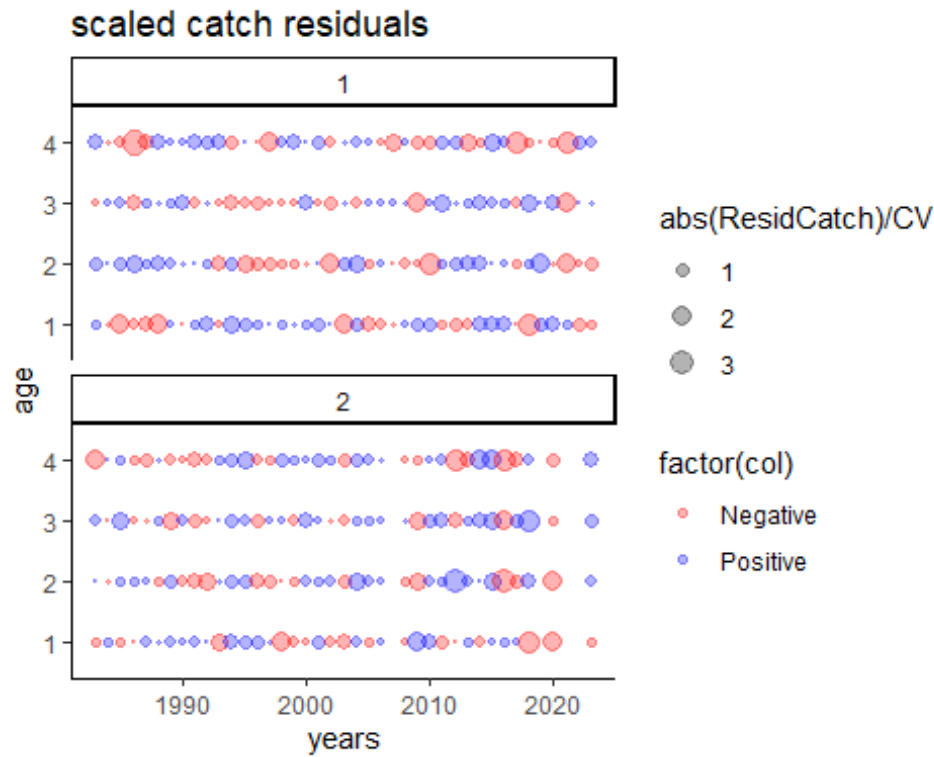 scaled catch residuals
1
4
3
2
1
2
4
3
2
1
age
1990 2000 2010 2020
years
abs(ResidCatch)/CV
1
2
3
factor(col)
Negative
Positive